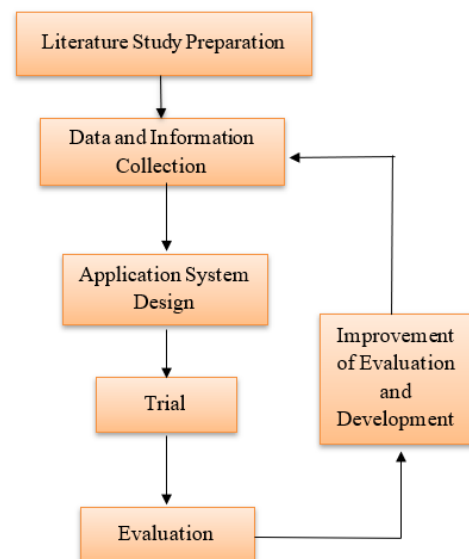 Literature Study Preparation
Data and Information
Collection
Application System
Design
Trial
Evaluation
Improvement
of Evaluation
and
Development